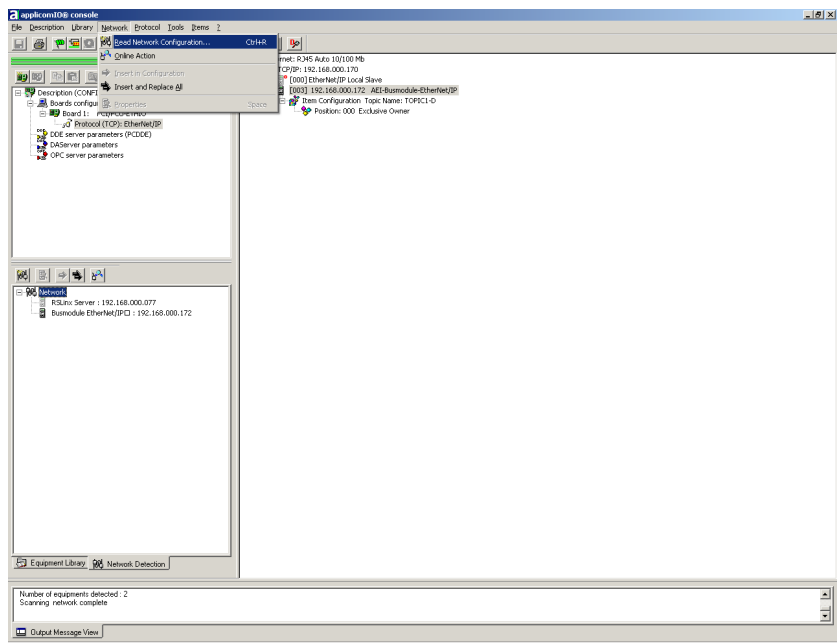 applicomIO® console
File Description Library Network Protocol Tools Items ?
Read Network Configuration... Ctrl+R
Online Action
Insert in Configuration
Insert and Replace All
Properties Space
Description (CONFI
Boards configu
Board 1: PCI/PCU-ETHIO
Protocol (TCP): EtherNet/IP
DDE server parameters (PCDDE)
DAServer parameters
OPC server parameters
rnet: RJ45 Auto 10/100 Mb
TCP/IP: 192.168.000.170
[000] EtherNet/IP Local Slave
[003] 192.168.000.172 AEI-Busmodule-EtherNet/IP
Item Configuration Topic Name: TOPIC1-D
Position: 000 Exclusive Owner
Network
RSLinx Server : 192.168.000.077
Busmodule EtherNet/IP□ : 192.168.000.172
Equipment Library Network Detection
Number of equipments detected : 2
Scanning network complete
Output Message View